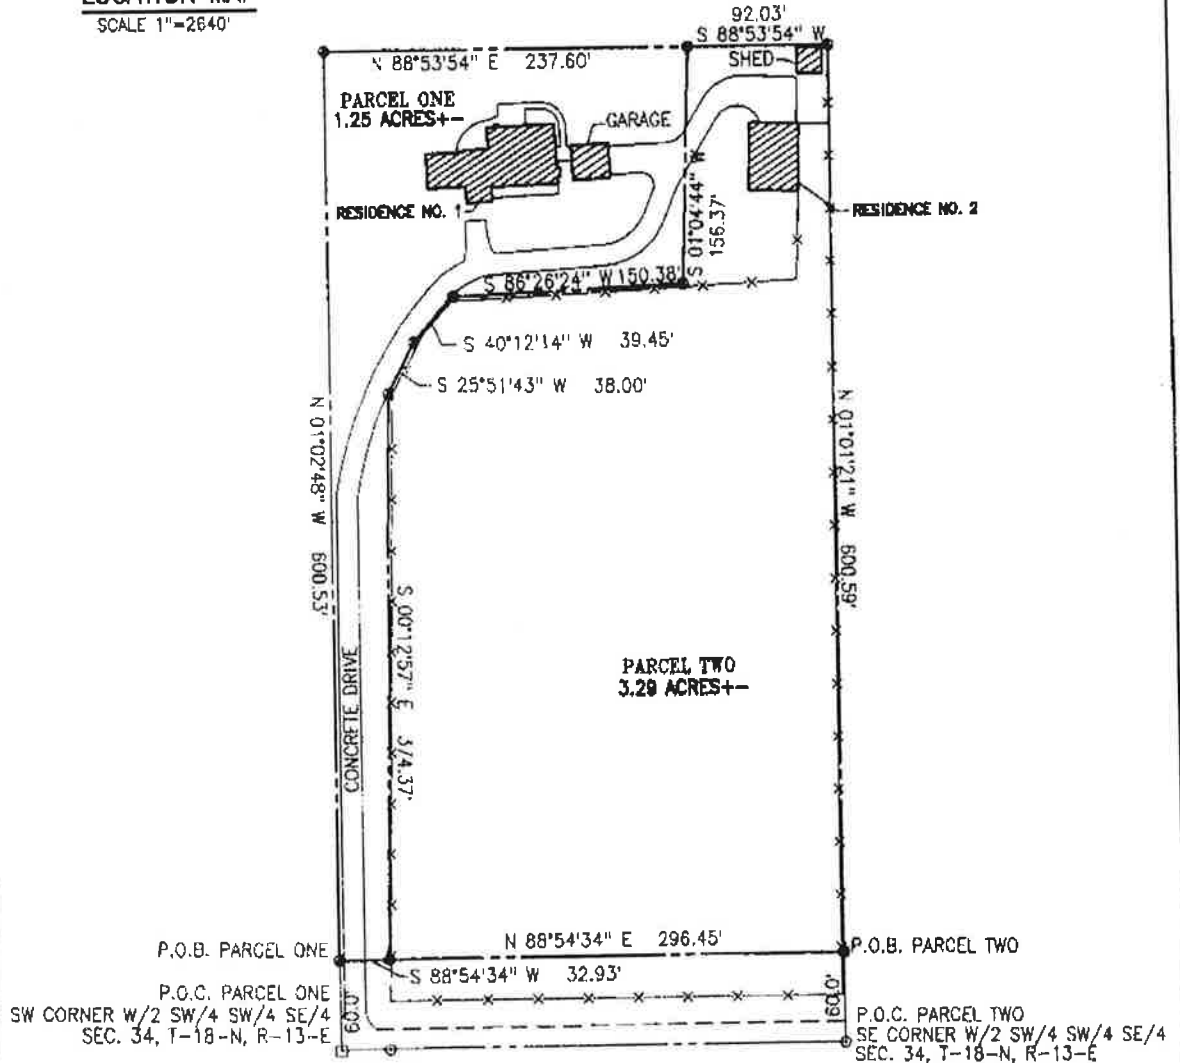 SCALE 1"=2640'
92.03'
S 88°53'54" W
N 88°53'54" E 237.60'
SHED
PARCEL ONE
1.25 ACRES+-
GARAGE
RESIDENCE NO. 1
RESIDENCE NO. 2
S 01°04'44" W
156.37'
S 86°26'24" W 150.38'
S 40°12'14" W 39.45'
S 25°51'43" W 38.00'
N 01°02'48" W 600.53'
N 01°01'21" W 600.59'
S 00°12'57" E
CONCRETE DRIVE
PARCEL TWO
3.29 ACRES+-
N 88°54'34" E 296.45'
P.O.B. PARCEL ONE
P.O.B. PARCEL TWO
S 88°54'34" W 32.93'
P.O.C. PARCEL ONE
SW CORNER W/2 SW/4 SW/4 SE/4
SEC. 34, T-18-N, R-13-E
60.0'
60.0'
P.O.C. PARCEL TWO
SE CORNER W/2 SW/4 SW/4 SE/4
SEC. 34, T-18-N, R-13-E